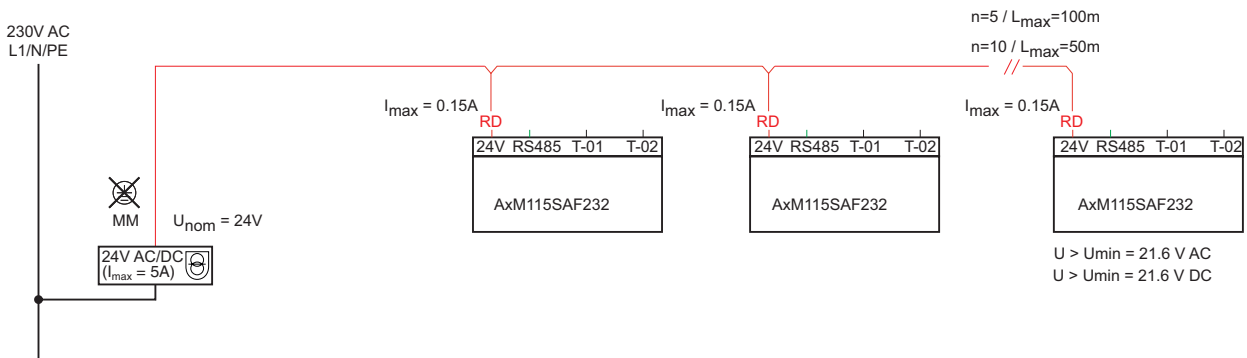 230V AC
L1/N/PE
n=5 / Lmax=100m
n=10 / Lmax=50m
Imax = 0.15A
RD
Imax = 0.15A
RD
Imax = 0.15A
RD
24V RS485 T-01 T-02
24V RS485 T-01 T-02
24V RS485 T-01 T-02
AxM115SAF232
AxM115SAF232
AxM115SAF232
MM
Unom = 24V
24V AC/DC
(Imax = 5A)
U > Umin = 21.6 V AC
U > Umin = 21.6 V DC